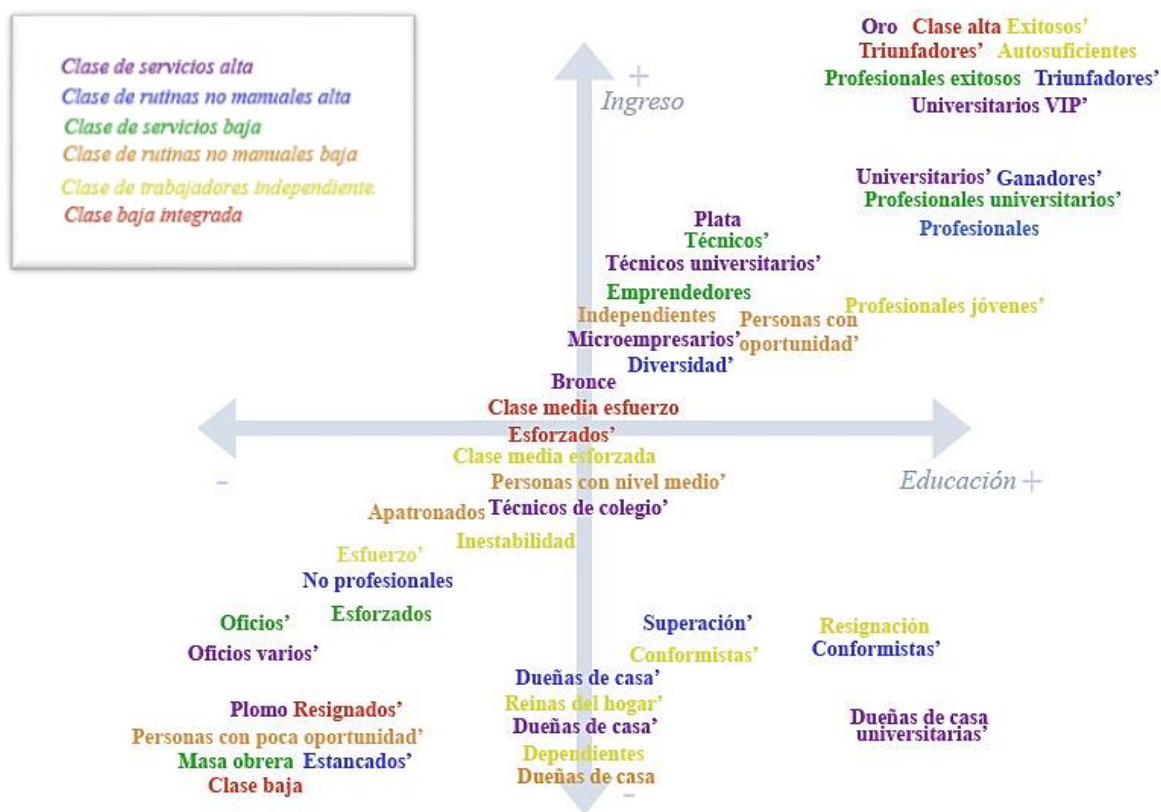 Clase de servicios alta
Clase de rutinas no manuales alta
Clase de servicios baja
Clase de rutinas no manuales baja
Clase de trabajadores independiente.
Clase baja integrada
Oro Clase alta Exitosos’
Triunfadores’ Autosuficientes
Profesionales exitosos Triunfadores’
Universitarios VIP’
+
Ingreso
Universitarios’ Ganadores’
Profesionales universitarios’
Profesionales
Plata
Técnicos’
Técnicos universitarios’
Emprendedores
Profesionales jóvenes’
Independientes
Personas con
oportunidad’
Microempresarios’
Diversidad’
Bronce
Clase media esfuerzo
Esforzados’
Clase media esforzada
-
Educación +
Personas con nivel medio’
Apatronados
Técnicos de colegio’
Inestabilidad
Esfuerzo’
No profesionales
Esforzados
Oficios’
Oficios varios’
Superación’
Resignación
Conformistas’
Conformistas’
Dueñas de casa’
Reinas del hogar’
Dueñas de casa’
Dependientes
Dueñas de casa
-
Dueñas de casa
universitarias’
Plomo Resignados’
Personas con poca oportunidad’
Masa obrera Estancados’
Clase baja